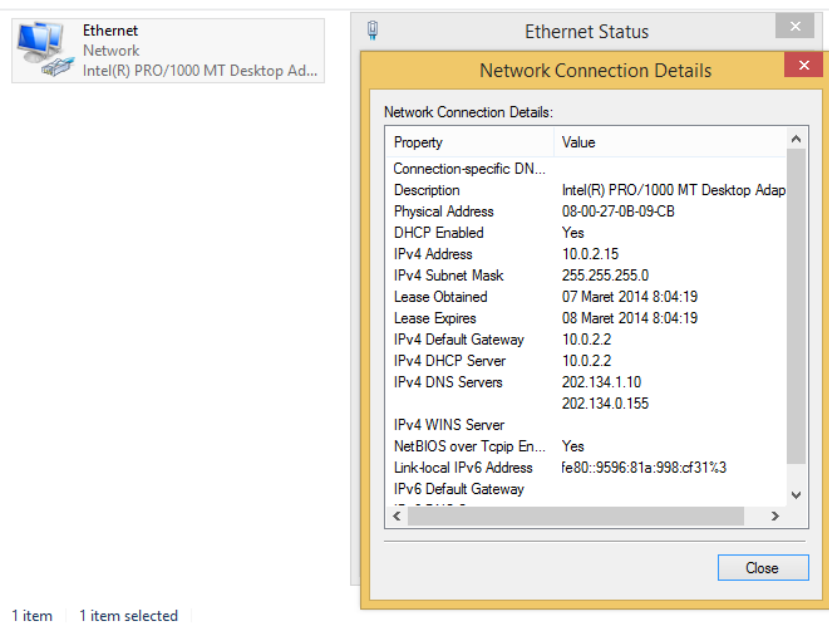 Ethernet
Network
Intel(R) PRO/1000 MT Desktop Ad...
Ethernet Status
Network Connection Details
Network Connection Details:
Property Value
Connection-specific DN...
Description Intel(R) PRO/1000 MT Desktop Adap
Physical Address 08-00-27-0B-09-CB
DHCP Enabled Yes
IPv4 Address 10.0.2.15
IPv4 Subnet Mask 255.255.255.0
Lease Obtained 07 Maret 2014 8:04:19
Lease Expires 08 Maret 2014 8:04:19
IPv4 Default Gateway 10.0.2.2
IPv4 DHCP Server 10.0.2.2
IPv4 DNS Servers 202.134.1.10
202.134.0.155
IPv4 WINS Server
NetBIOS over Tcpip En... Yes
Link-local IPv6 Address fe80::9596:81a:998:cf31%3
IPv6 Default Gateway
Close
1 item 1 item selected